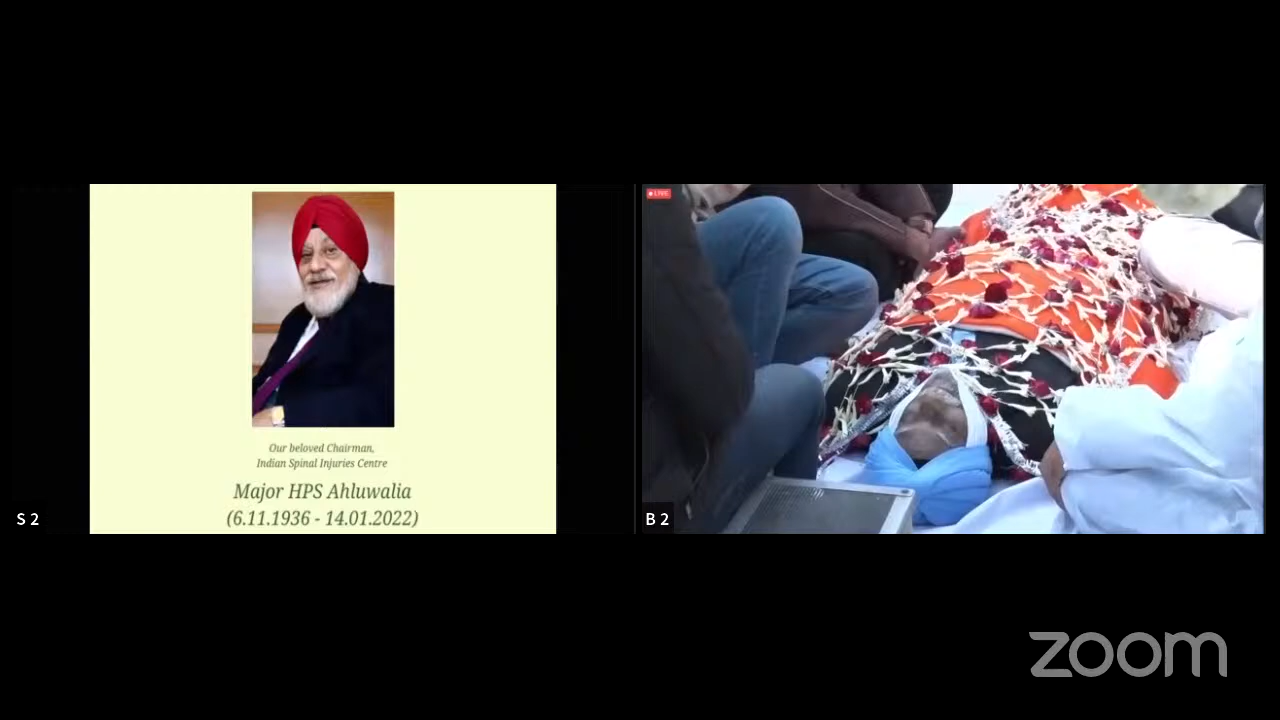 LIVE
Our beloved Chairman,
Indian Spinal Injuries Centre
Major HPS Ahluwalia
(6.11.1936 - 14.01.2022)
S 2
B 2
zoom